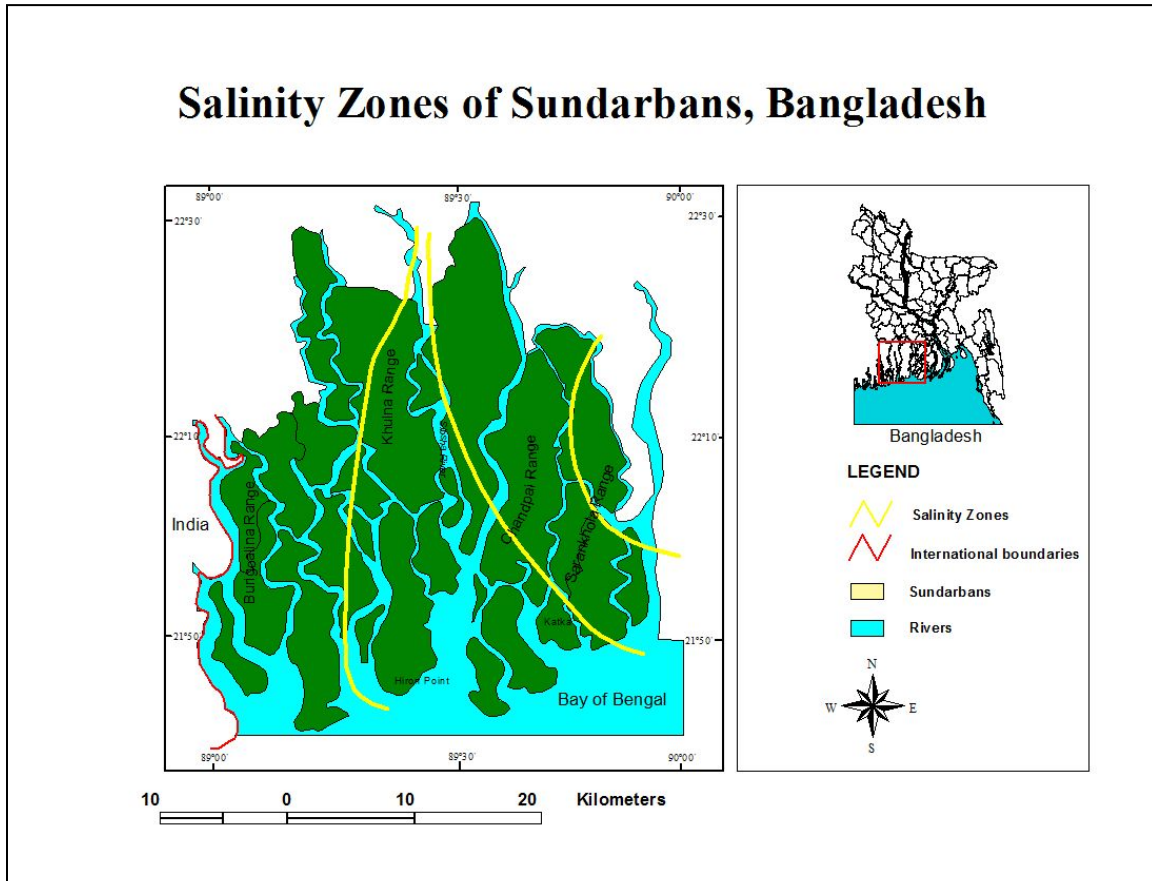 Salinity Zones of Sundarbans, Bangladesh
89°00'
89°30'
90°00'
22°30'
22°30'
22°10'
22°10'
21°50'
21°50'
89°00'
89°30'
90°00'
India
Khulna Range
Chandpai Range
Sarankhola Range
Katka
Hiron Point
Bay of Bengal
Bangladesh
LEGEND
Salinity Zones
International boundaries
Sundarbans
Rivers
N
W
E
S
10
0
10
20
Kilometers